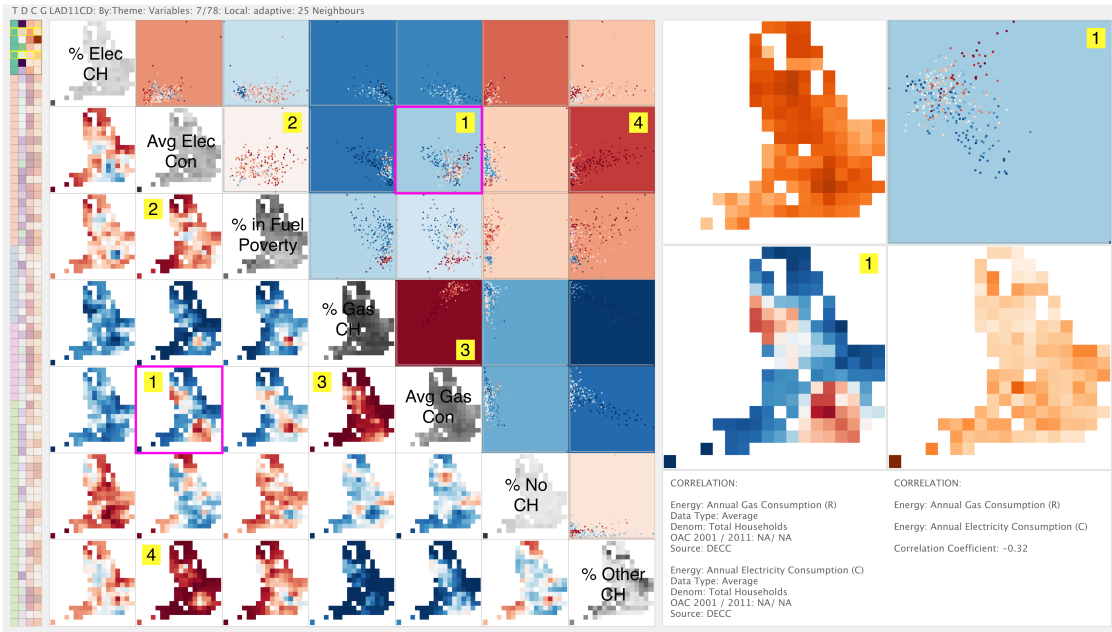 T D C G LAD11CD: By:Theme: Variables: 7/78: Local: adaptive: 25 Neighbours
% Elec
CH
1
Avg Elec
Con
2
1
4
2
% in Fuel
Poverty
% Gas
CH
3
1
1
3
Avg Gas
Con
% No
CH
4
% Other
CH
CORRELATION:
Energy: Annual Gas Consumption (R)
Data Type: Average
Denom: Total Households
OAC 2001 / 2011: NA/ NA
Source: DECC
Energy: Annual Electricity Consumption (C)
Data Type: Average
Denom: Total Households
OAC 2001 / 2011: NA/ NA
Source: DECC
CORRELATION:
Energy: Annual Gas Consumption (R)
Energy: Annual Electricity Consumption (C)
Correlation Coefficient: -0.32